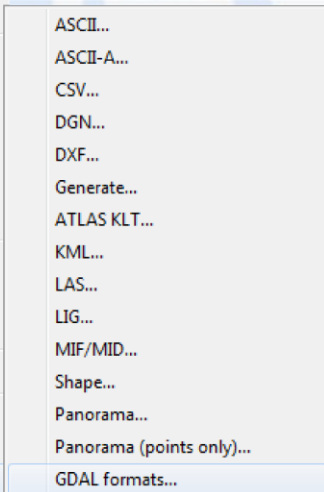 ASCII...
ASCII-A...
CSV...
DGN...
DXF...
Generate...
ATLAS KLT...
KML...
LAS...
LIG...
MIF/MID...
Shape...
Panorama...
Panorama (points only)...
GDAL formats...